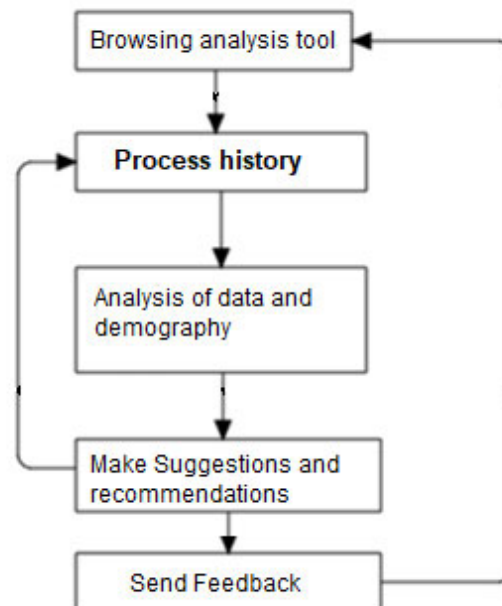 Browsing analysis tool
Process history
Analysis of data and
demography
Make Suggestions and
recommendations
Send Feedback